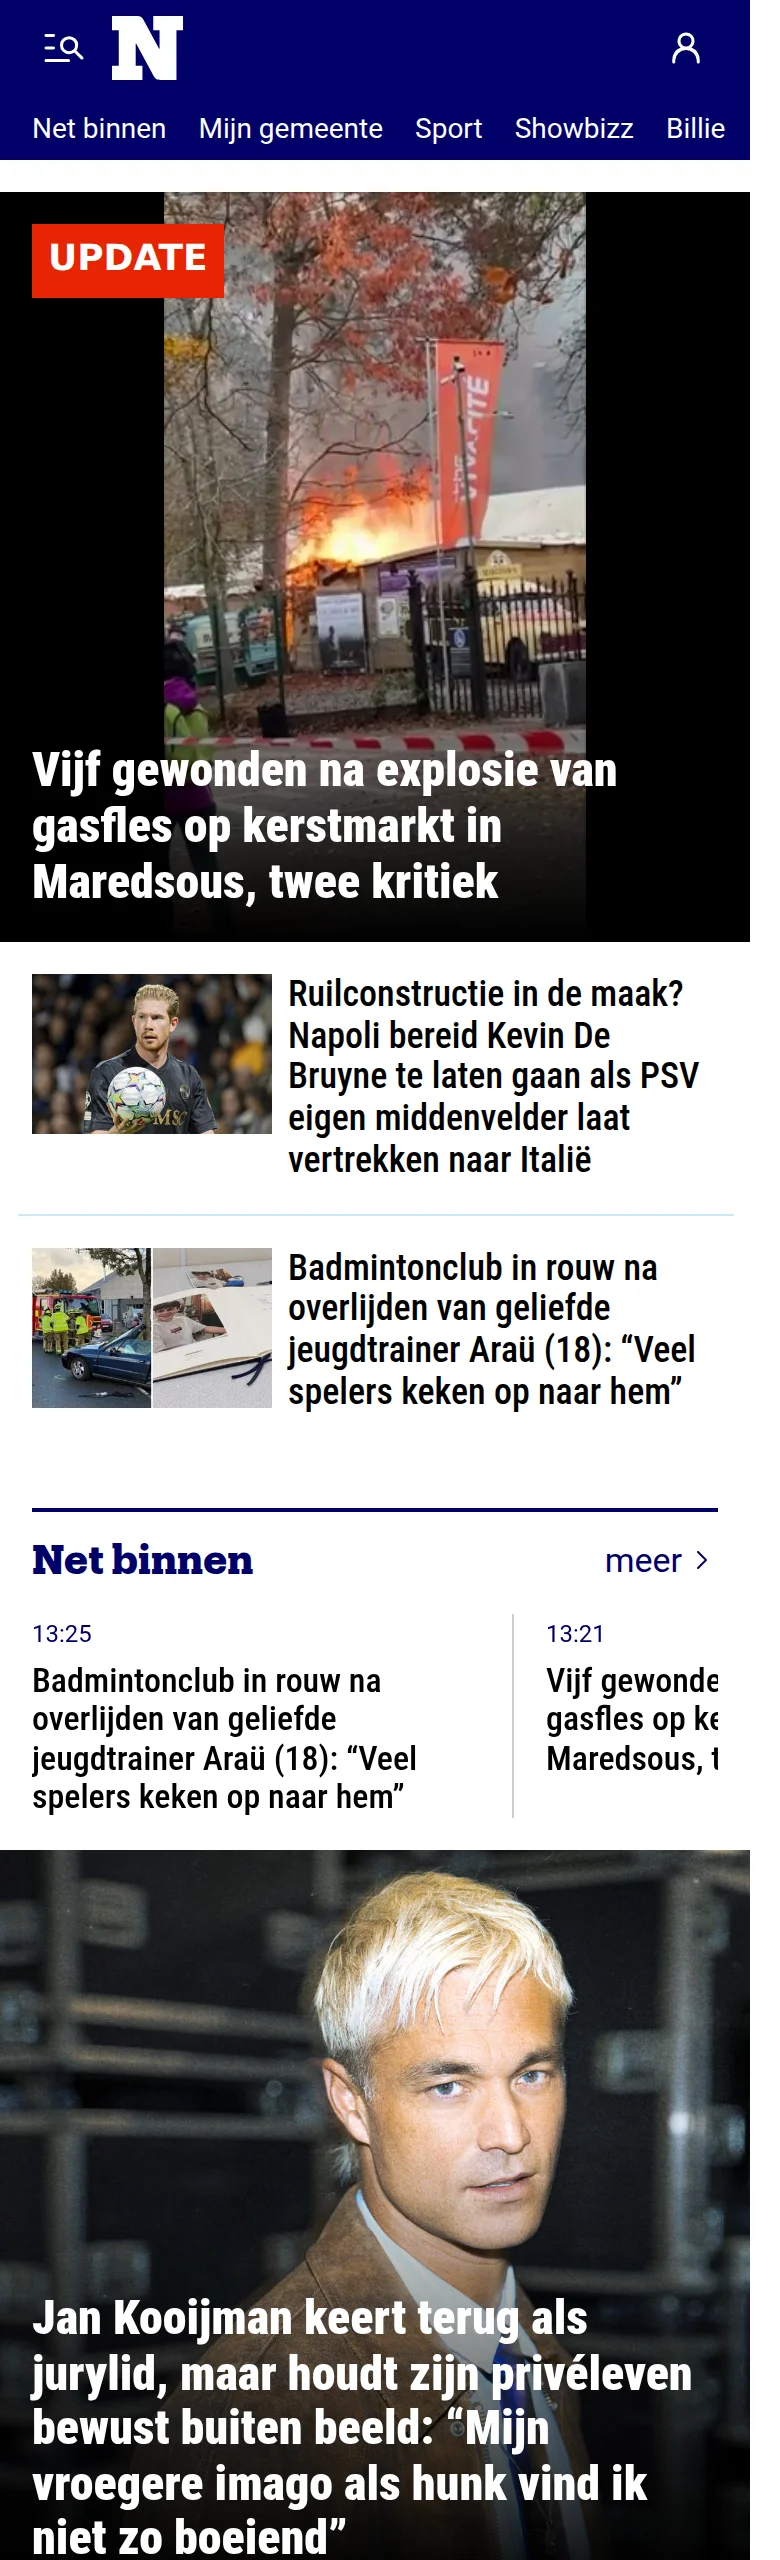 N
Net binnen Mijn gemeente Sport Showbizz Billie
UPDATE
VIVACITÉ
Vijf gewonden na explosie van
gasfles op kerstmarkt in
Maredsous, twee kritiek
MSC
Ruilconstructie in de maak?
Napoli bereid Kevin De
Bruyne te laten gaan als PSV
eigen middenvelder laat
vertrekken naar Italië
Badmintonclub in rouw na
overlijden van geliefde
jeugdtrainer Araü (18): “Veel
spelers keken op naar hem”
Net binnen meer
13:25
Badmintonclub in rouw na
overlijden van geliefde
jeugdtrainer Araü (18): “Veel
spelers keken op naar hem”
13:21
Vijf gewonde
gasfles op ke
Maredsous, t
Jan Kooijman keert terug als
jurylid, maar houdt zijn privéleven
bewust buiten beeld: “Mijn
vroegere imago als hunk vind ik
niet zo boeiend”